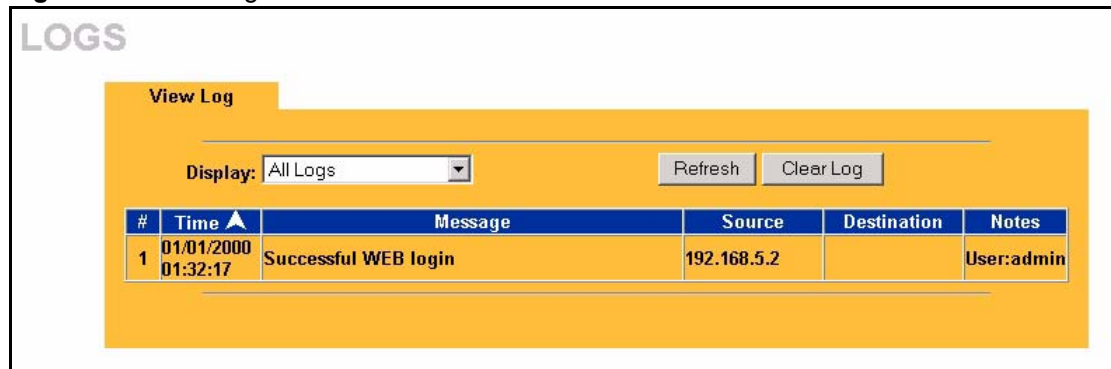 LOGS
View Log
Display: All Logs Refresh Clear Log
# Time Message Source Destination Notes
1 01/01/2000 01:32:17 Successful WEB login 192.168.5.2 User:admin